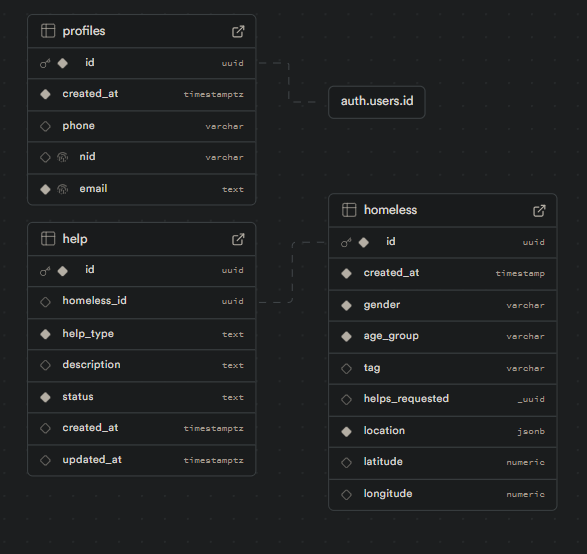 profiles
id uuid
created_at timestamptz
phone varchar
nid varchar
email text
auth.users.id
help
id uuid
homeless_id uuid
help_type text
description text
status text
created_at timestamptz
updated_at timestamptz
homeless
id uuid
created_at timestamp
gender varchar
age_group varchar
tag varchar
helps_requested _uuid
location jsonb
latitude numeric
longitude numeric